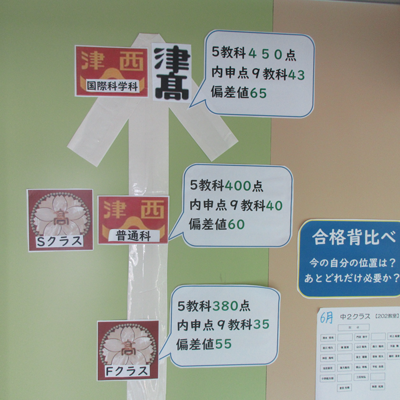 津西
国際科学科
津高
5教科450点
内申点9教科43
偏差値65
Sクラス
津西
普通科
5教科400点
内申点9教科40
偏差値60
Fクラス
5教科380点
内申点9教科35
偏差値55
合格背比べ
今の自分の位置は?
あとどれだけ必要か?
6月 中2クラス